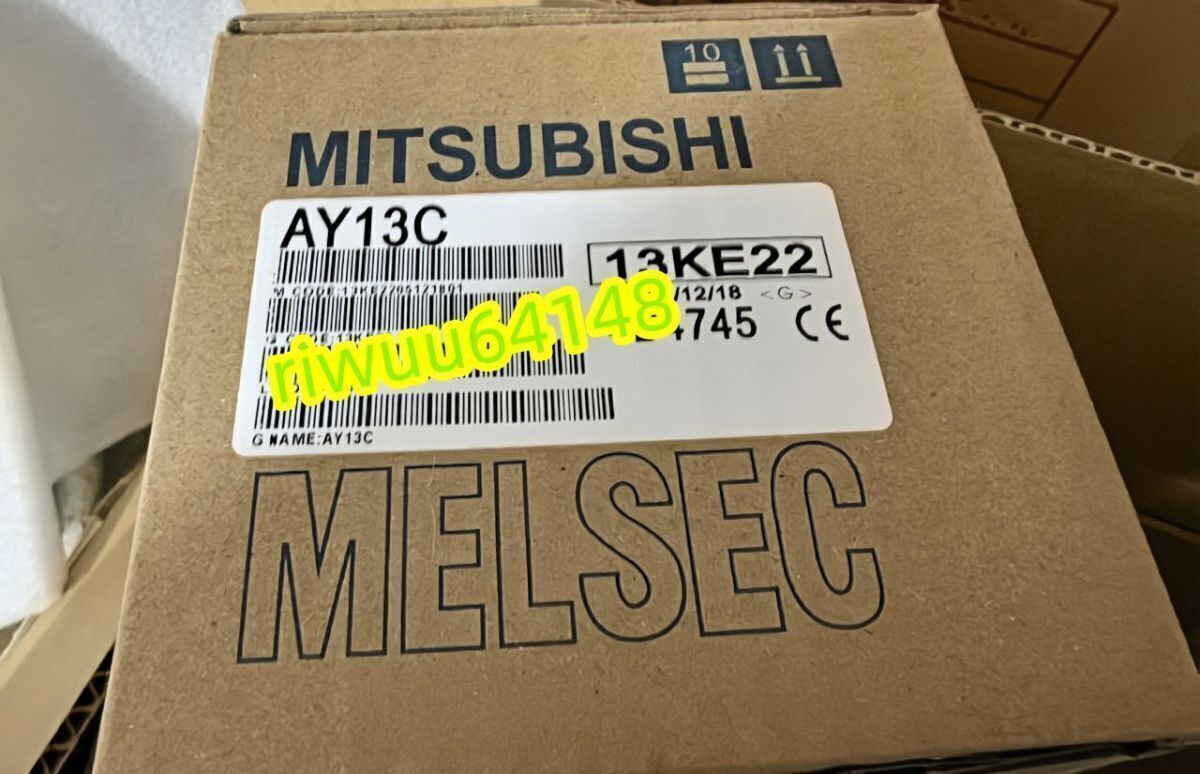 10
MITSUBISHI
AY13C
13KE22
/12/18 <G>
4745 CE
riwuu64148
G NAME:AY13C
MELSEC